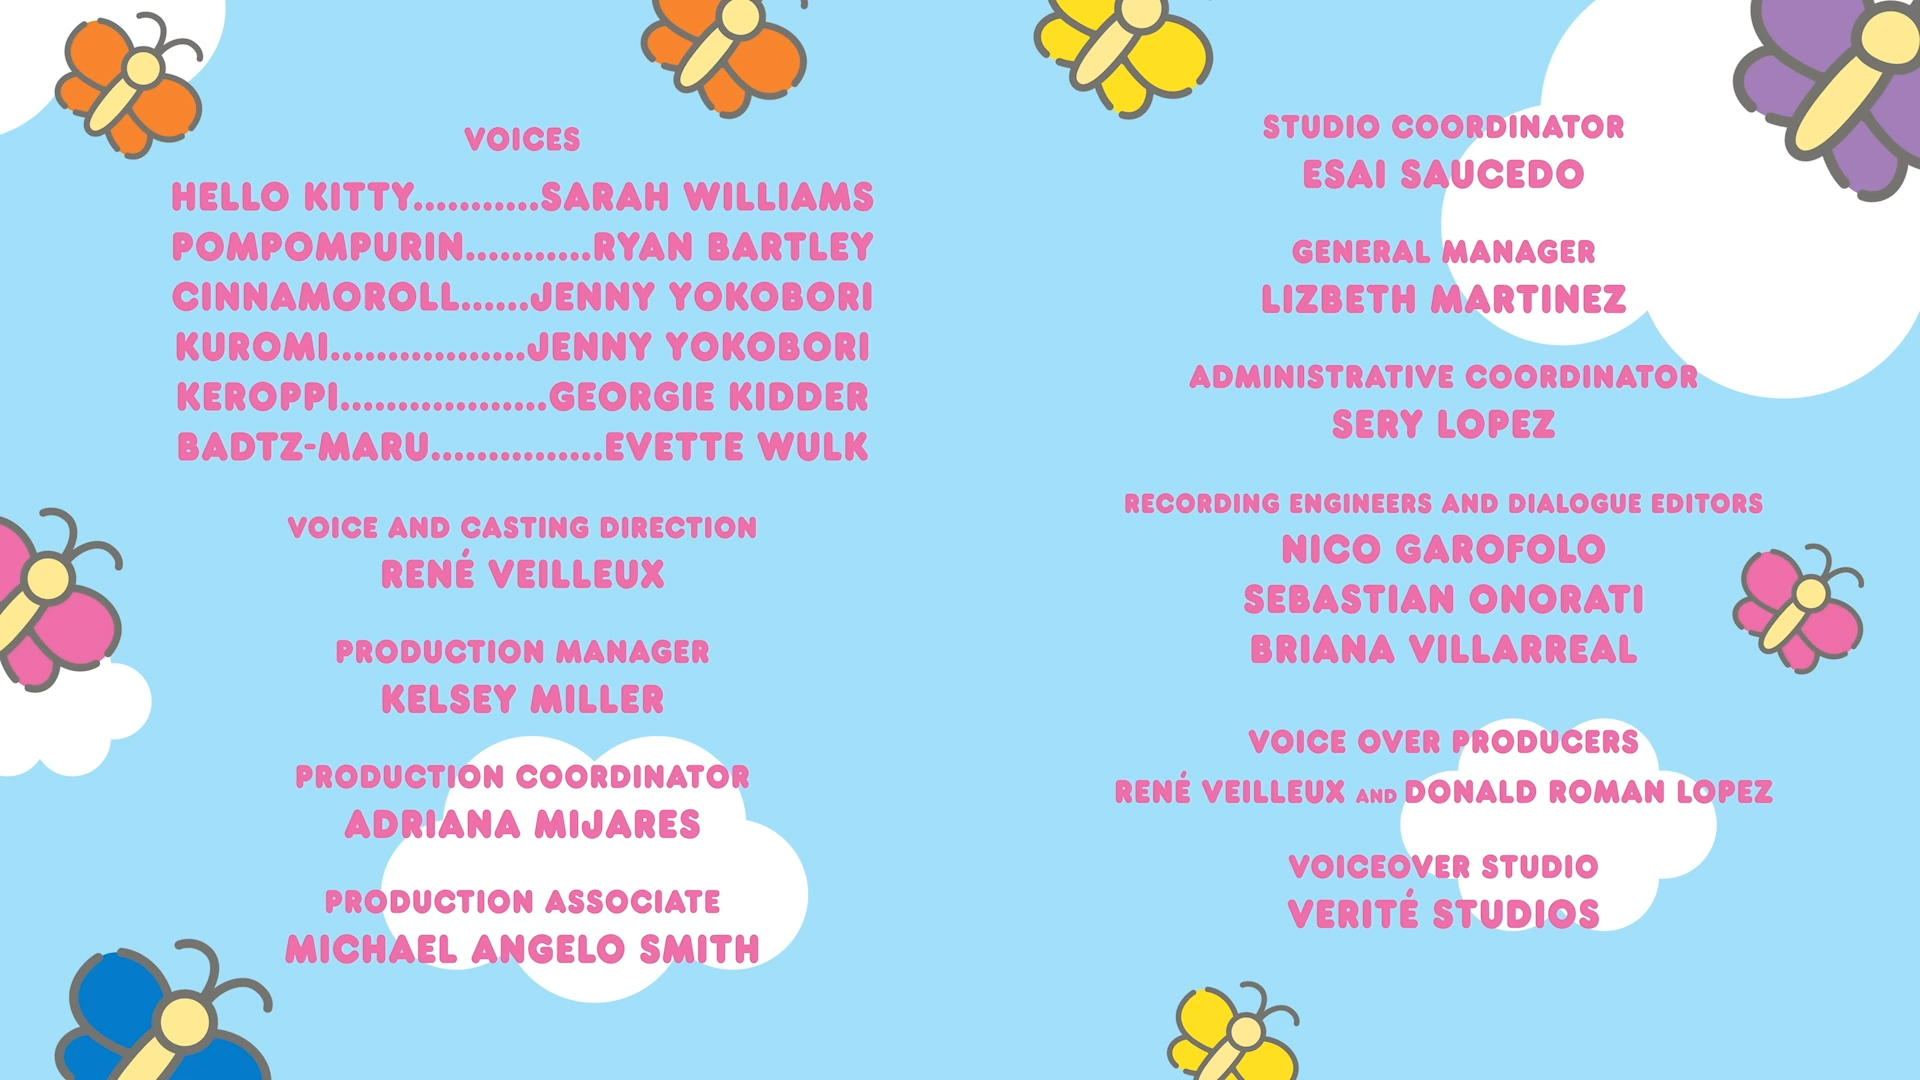 VOICES
HELLO KITTY...........SARAH WILLIAMS
POMPOMPURIN...........RYAN BARTLEY
CINNAMOROLL......JENNY YOKOBORI
KUROMI.................JENNY YOKOBORI
KEROPPI..................GEORGIE KIDDER
BADTZ-MARU...............EVETTE WULK
VOICE AND CASTING DIRECTION
RENÉ VEILLEUX
PRODUCTION MANAGER
KELSEY MILLER
PRODUCTION COORDINATOR
ADRIANA MIJARES
PRODUCTION ASSOCIATE
MICHAEL ANGELO SMITH
STUDIO COORDINATOR
ESAI SAUCEDO
GENERAL MANAGER
LIZBETH MARTINEZ
ADMINISTRATIVE COORDINATOR
SERY LOPEZ
RECORDING ENGINEERS AND DIALOGUE EDITORS
NICO GAROFOLO
SEBASTIAN ONORATI
BRIANA VILLARREAL
VOICE OVER PRODUCERS
RENÉ VEILLEUX AND DONALD ROMAN LOPEZ
VOICEOVER STUDIO
VERITÉ STUDIOS